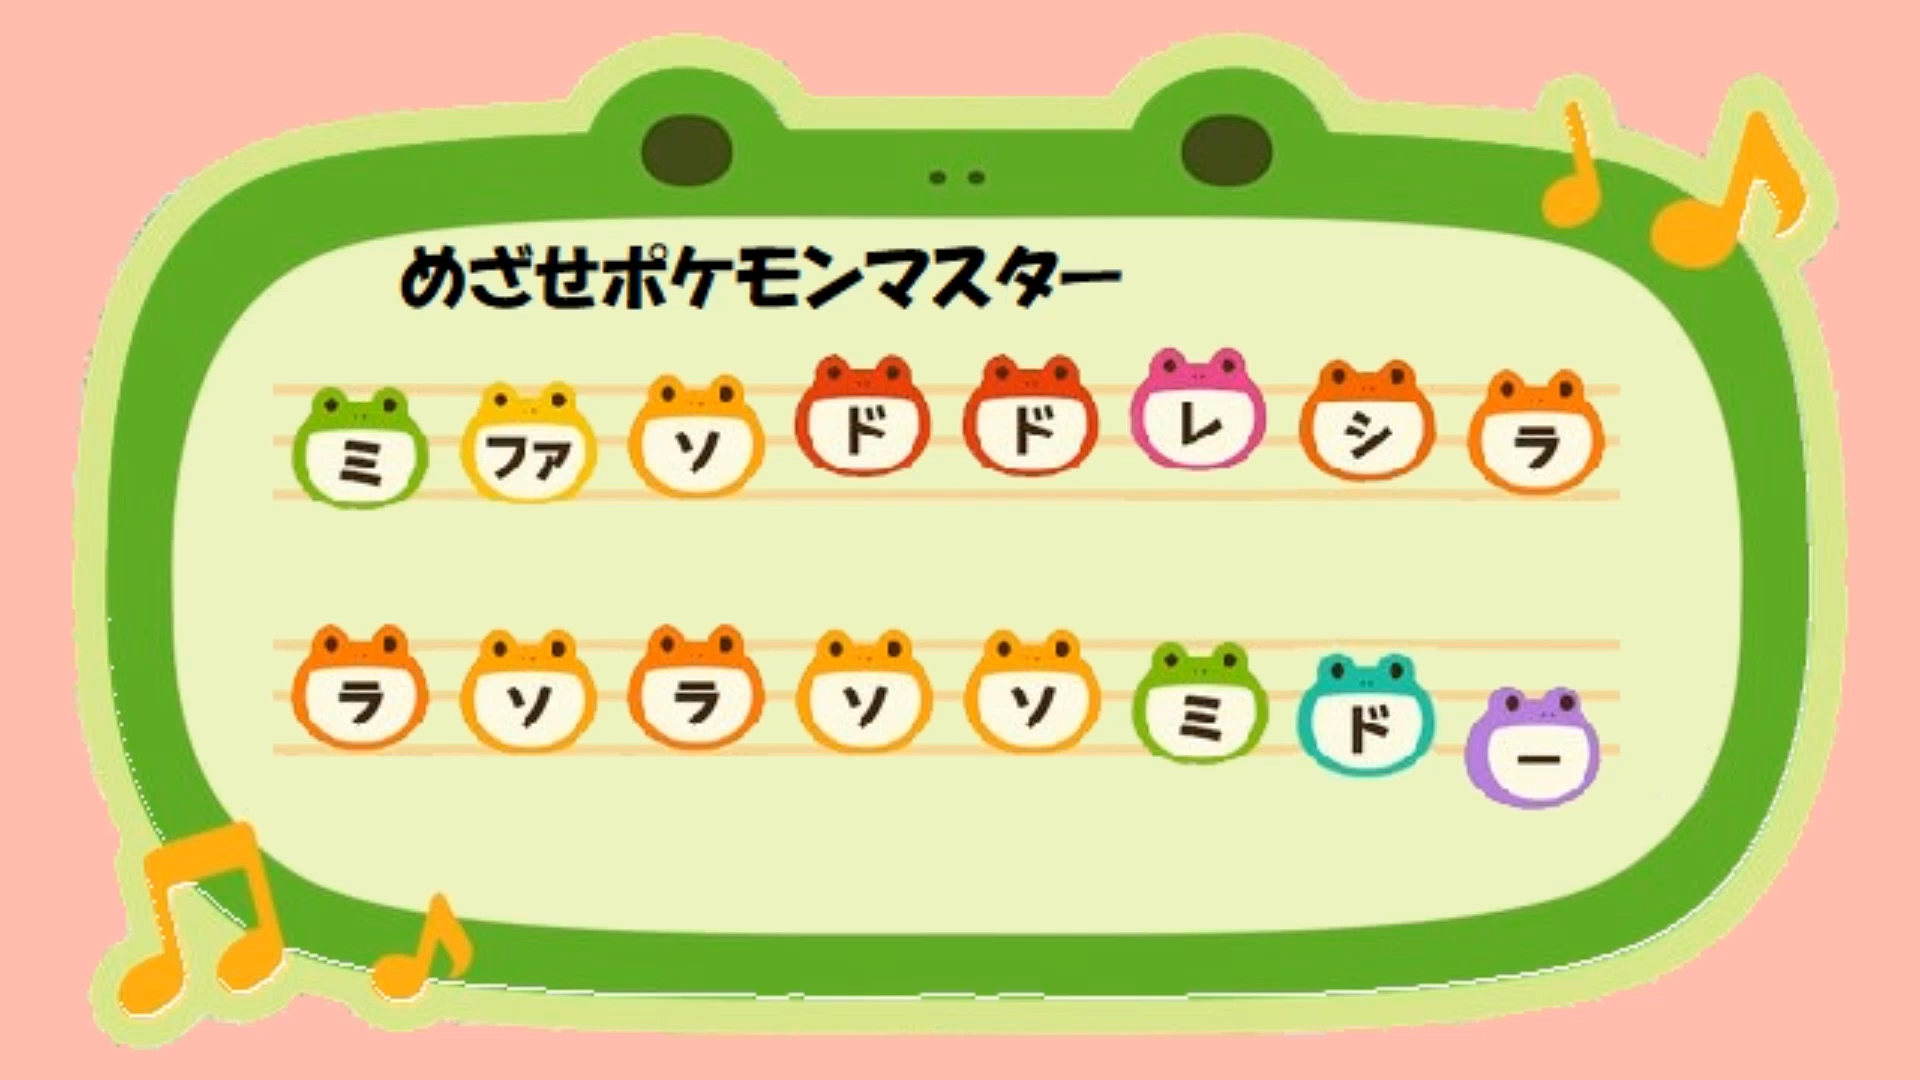 めざせポケモンマスター
ミ ファ ソ ド ド レ シ ラ
ラ ソ ラ ソ ソ ミ ド ー